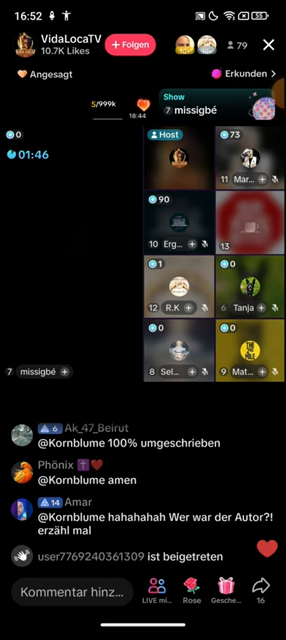 16:52
55
VidaLocaTV
10.7K Likes
+ Folgen
79
Angesagt
Erkunden >
5/999k
18:44
Show
7 missigbé
0
01:46
Host
73
11 Mar...
90
10 Erg...
13
1
12 R.K
0
6 Tanja
0
8 Sel...
0
9 Mat...
7 missigbé
6 Ak_47_Beirut
@Kornblume 100% umgeschrieben
Phönix
@Kornblume amen
14 Amar
@Kornblume hahahahah Wer war der Autor?!
erzähl mal
user7769240361309 ist beigetreten
Kommentar hinz...
LIVE mi...
Rose
Gesche...
16